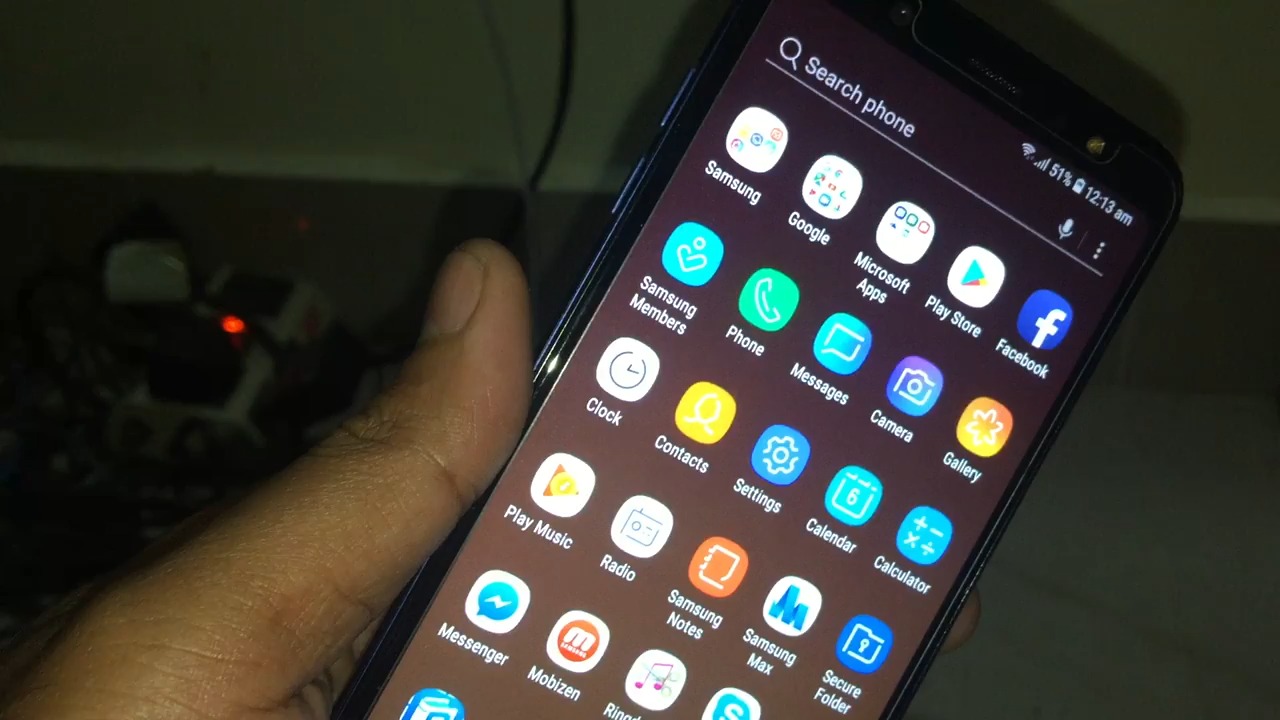 51% 12:13 am
Search phone
Samsung
Google
Microsoft
Apps
Play Store
Facebook
Samsung
Members
Phone
Messages
Camera
Gallery
Clock
Contacts
Settings
6
Calendar
Calculator
Play Music
Radio
Samsung
Notes
Samsung
Max
Secure
Folder
Messenger
Mobizen